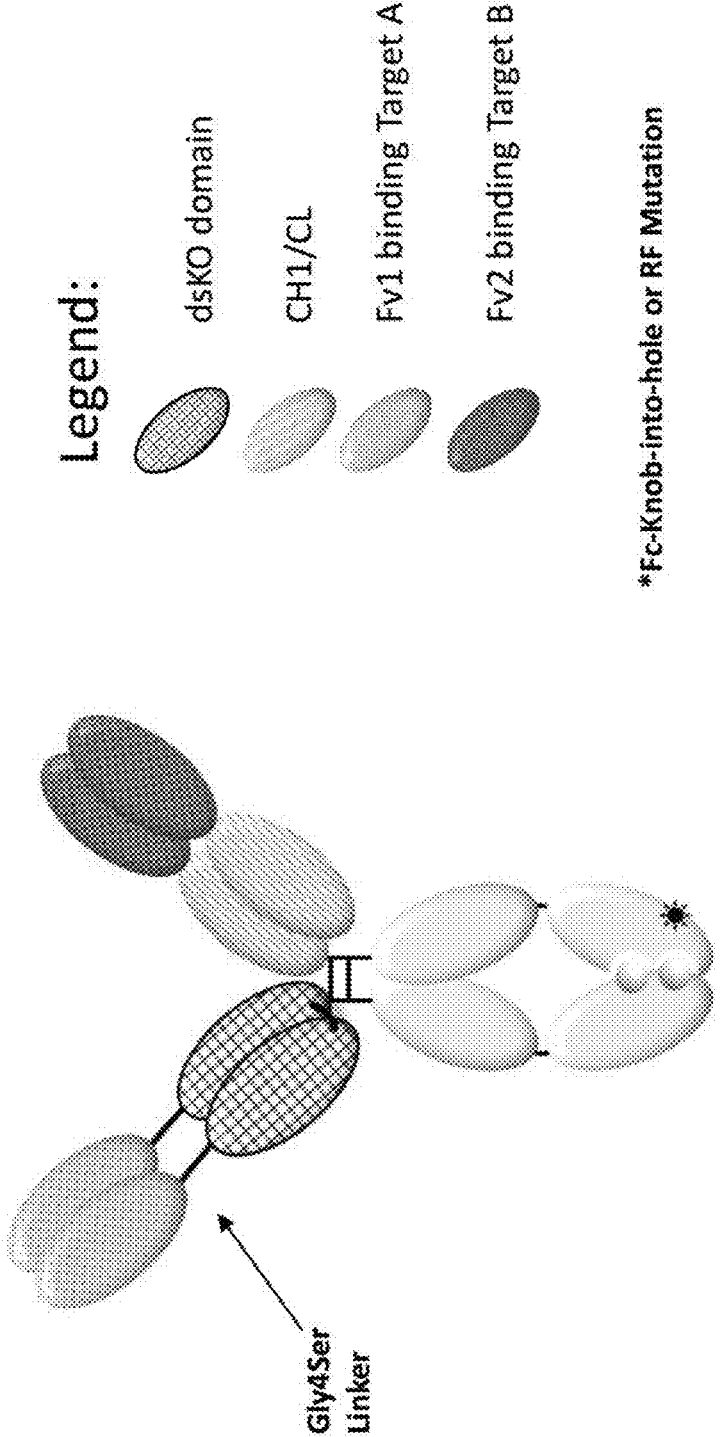 Legend:
dsKO domain
CH1/CL
Fv1 binding Target A
Fv2 binding Target B
*Fc-Knob-into-hole or RF Mutation
Gly4Ser
Linker